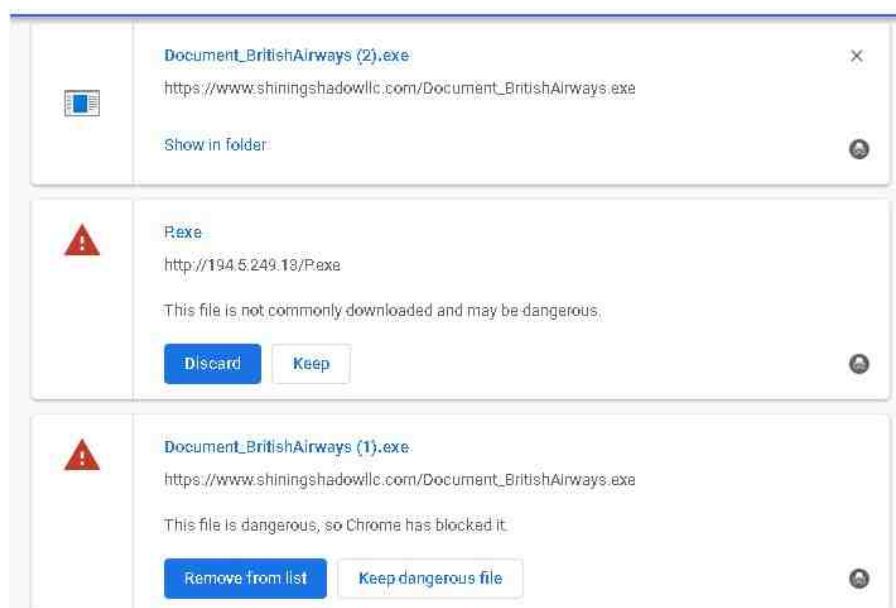 Document_BritishAirways (2).exe
https://www.shiningshadowllc.com/Document_BritishAirways.exe
Show in folder
P.exe
http://194.5.249.13/P.exe
This file is not commonly downloaded and may be dangerous.
Discard Keep
Document_BritishAirways (1).exe
https://www.shiningshadowllc.com/Document_BritishAirways.exe
This file is dangerous, so Chrome has blocked it.
Remove from list Keep dangerous file